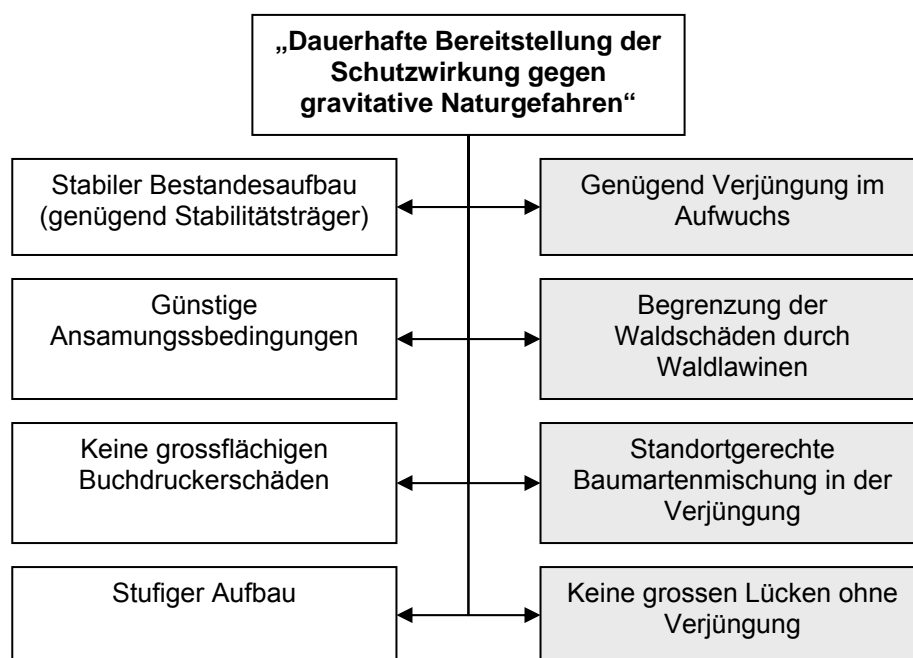 „Dauerhafte Bereitstellung der
Schutzwirkung gegen
gravitative Naturgefahren“
Stabiler Bestandesaufbau
(genügend Stabilitätsträger)
Genügend Verjüngung im
Aufwuchs
Günstige
Ansamungssbedingungen
Begrenzung der
Waldschäden durch
Waldlawinen
Keine grossflächigen
Buchdruckerschäden
Standortgerechte
Baumartenmischung in der
Verjüngung
Stufiger Aufbau
Keine grossen Lücken ohne
Verjüngung